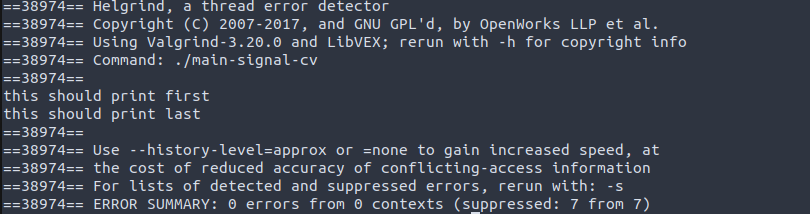 ==38974== Helgrind, a thread error detector
==38974== Copyright (C) 2007-2017, and GNU GPL'd, by OpenWorks LLP et al.
==38974== Using Valgrind-3.20.0 and LibVEX; rerun with -h for copyright info
==38974== Command: ./main-signal-cv
==38974==
this should print first
this should print last
==38974==
==38974== Use --history-level=approx or =none to gain increased speed, at
==38974== the cost of reduced accuracy of conflicting-access information
==38974== For lists of detected and suppressed errors, rerun with: -s
==38974== ERROR SUMMARY: 0 errors from 0 contexts (suppressed: 7 from 7)